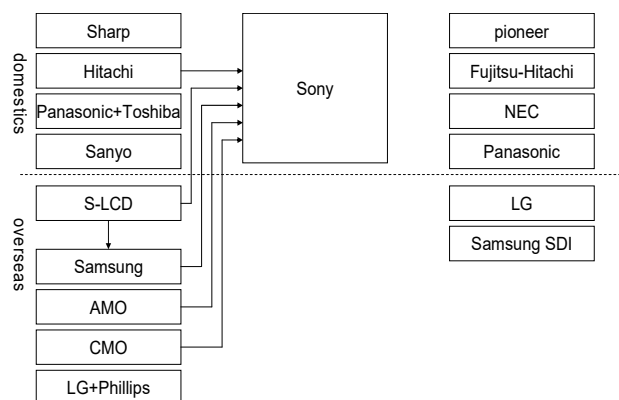 domestics
Sharp
Hitachi
Panasonic+Toshiba
Sanyo
Sony
pioneer
Fujitsu-Hitachi
NEC
Panasonic
overseas
S-LCD
Samsung
AMO
CMO
LG+Phillips
LG
Samsung SDI